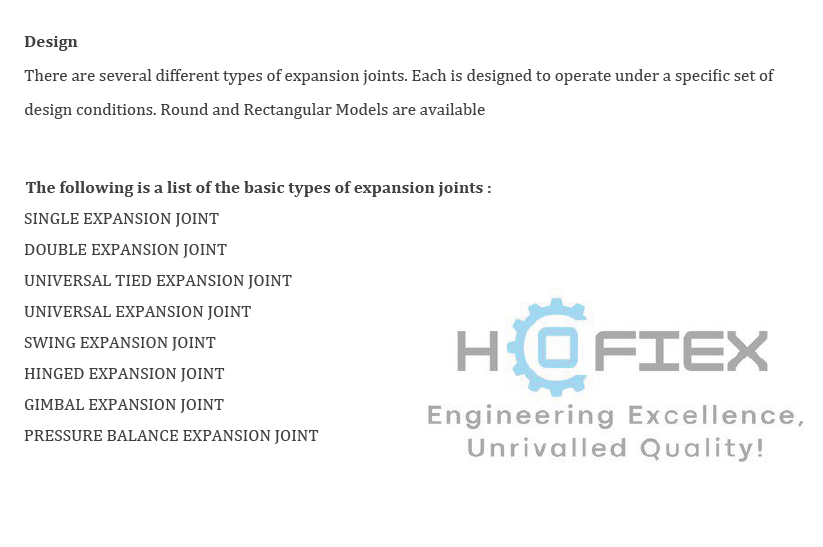 Design
There are several different types of expansion joints. Each is designed to operate under a specific set of
design conditions. Round and Rectangular Models are available
The following is a list of the basic types of expansion joints :
SINGLE EXPANSION JOINT
DOUBLE EXPANSION JOINT
UNIVERSAL TIED EXPANSION JOINT
UNIVERSAL EXPANSION JOINT
SWING EXPANSION JOINT
HINGED EXPANSION JOINT
GIMBAL EXPANSION JOINT
PRESSURE BALANCE EXPANSION JOINT
HOFIEX
Engineering Excellence,
Unrivalled Quality!